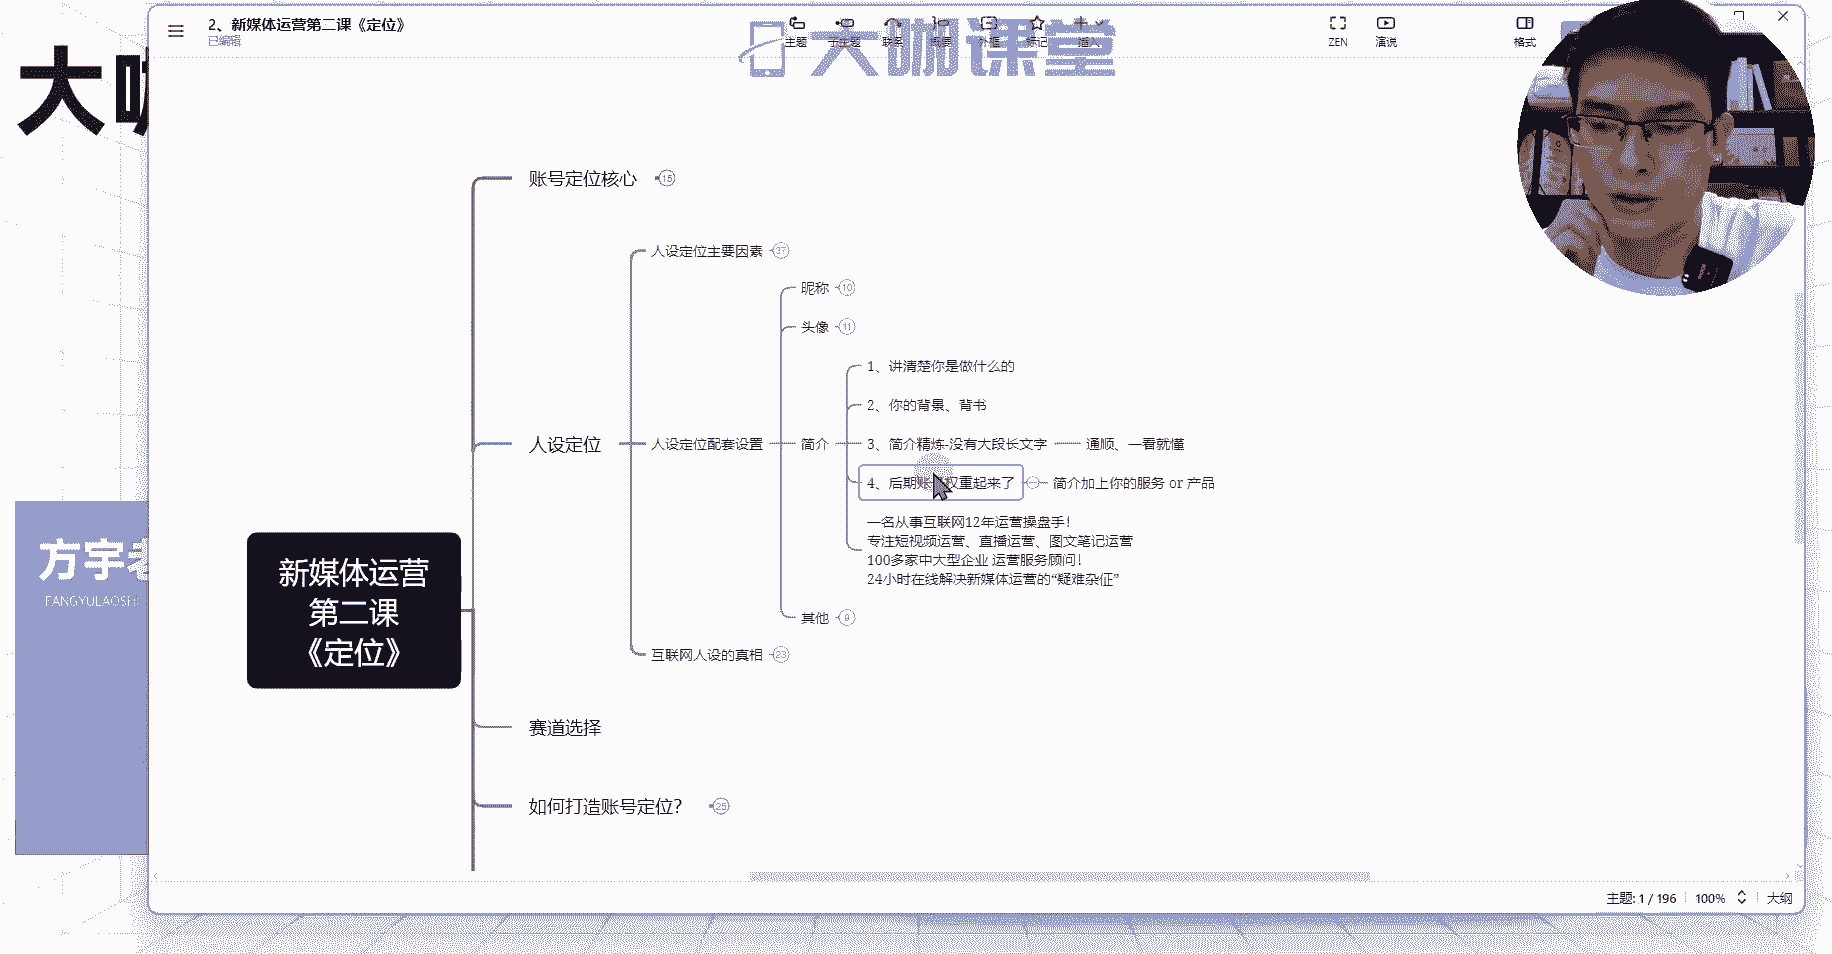 2、新媒体运营第二课《定位》
已编辑
主题
子主题
联系
概要
外框
标记
插入
ZEN
演说
格式
大咖课堂
大咖
方宇老
FANGYULAOSH
账号定位核心
15
人设定位主要因素
37
昵称
10
头像
11
1、讲清楚你是做什么的
2、你的背景、背书
人设定位
人设定位配套设置
简介
3、简介精炼-没有大段长文字
通顺、一看就懂
4、后期账号权重起来了
简介加上你的服务 or 产品
一名从事互联网12年运营操盘手!
专注短视频运营、直播运营、图文笔记运营
100多家中大型企业 运营服务顾问!
24小时在线解决新媒体运营的“疑难杂症”
其他
9
互联网人设的真相
23
新媒体运营
第二课
《定位》
赛道选择
如何打造账号定位?
25
主题: 1 / 196
100%
大纲